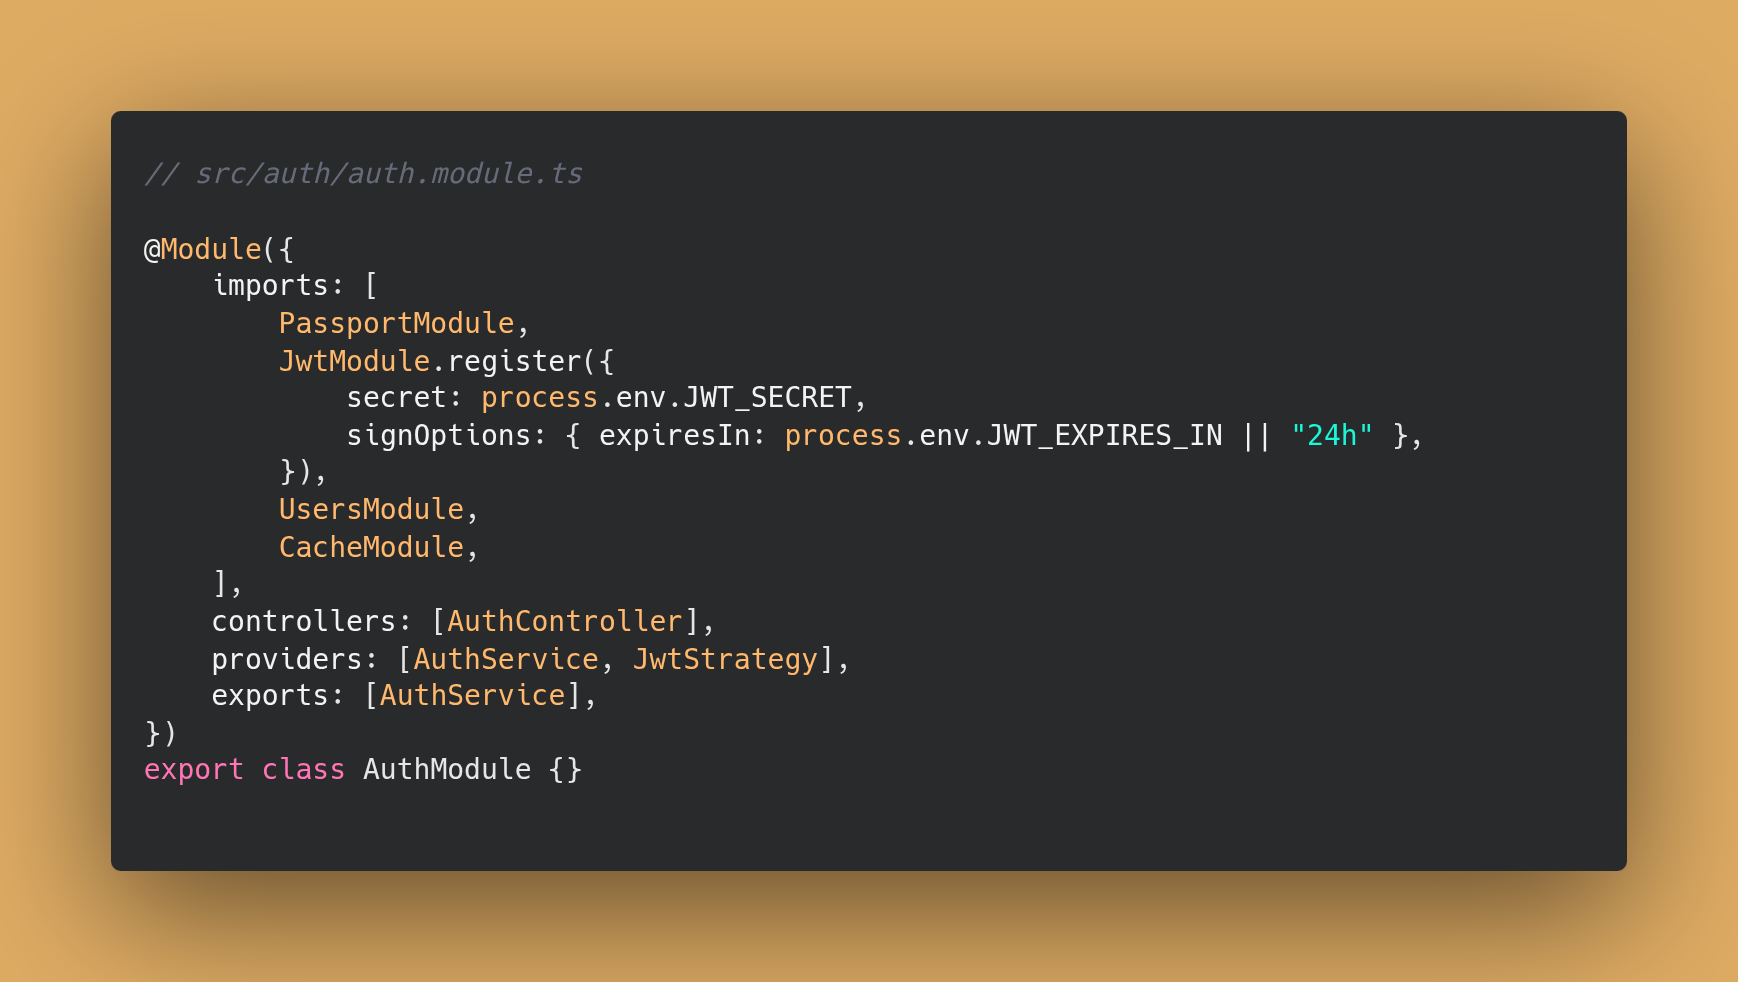 // src/auth/auth.module.ts

@Module({
    imports: [
        PassportModule,
        JwtModule.register({
            secret: process.env.JWT_SECRET,
            signOptions: { expiresIn: process.env.JWT_EXPIRES_IN || "24h" },
        }),
        UsersModule,
        CacheModule,
    ],
    controllers: [AuthController],
    providers: [AuthService, JwtStrategy],
    exports: [AuthService],
})
export class AuthModule {}